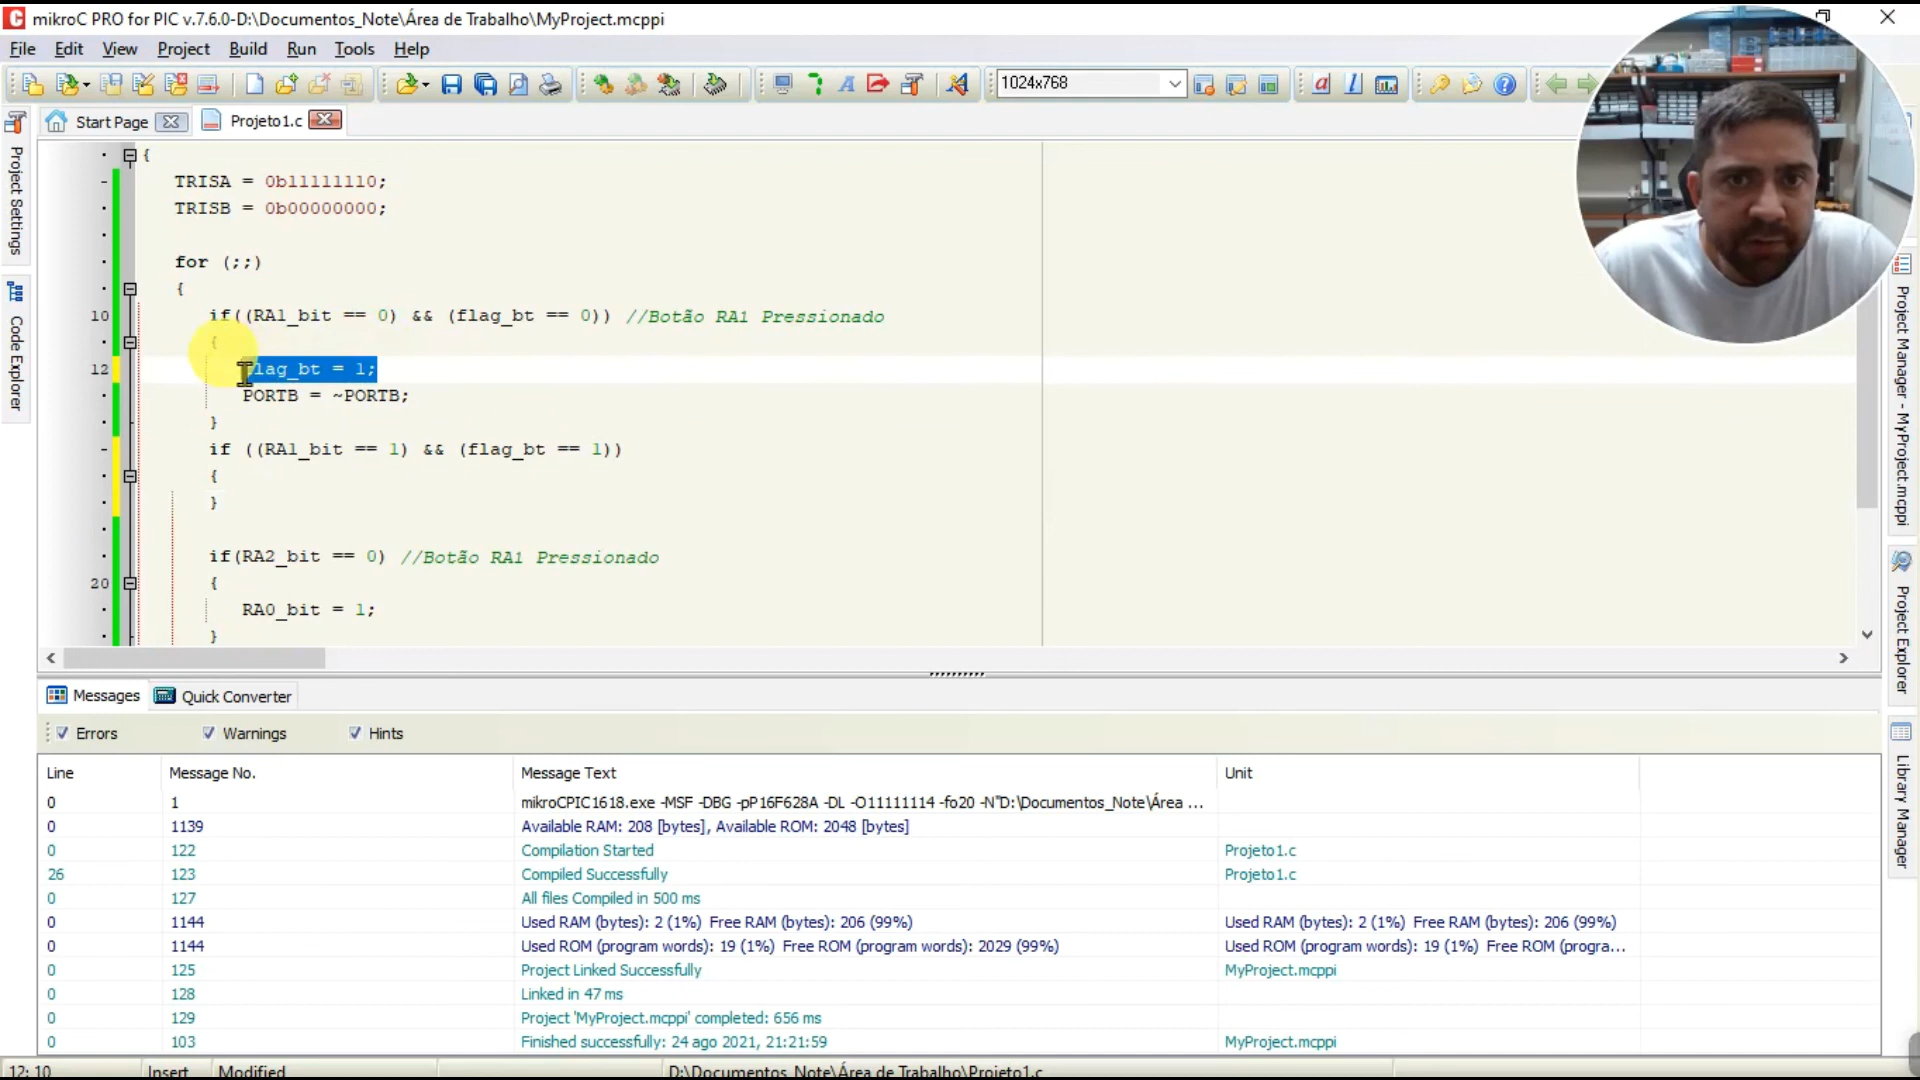 mikroC PRO for PIC v.7.6.0-D:\Documentos_Note\Área de Trabalho\MyProject.mcppi
File Edit View Project Build Run Tools Help
1024x768
Start Page
Projeto1.c
{
TRISA = 0b11111110;
TRISB = 0b00000000;
for (;;)
{
10 if((RA1_bit == 0) && (flag_bt == 0)) //Botão RA1 Pressionado
{
12 flag_bt = 1;
PORTB = ~PORTB;
}
if ((RA1_bit == 1) && (flag_bt == 1))
{
}
if(RA2_bit == 0) //Botão RA1 Pressionado
20 {
RA0_bit = 1;
}
Project Settings
Code Explorer
Project Manager - MyProject.mcppi
Project Explorer
Library Manager
Messages Quick Converter
Errors Warnings Hints
Line Message No. Message Text Unit
0 1 mikroCPIC1618.exe -MSF -DBG -pP16F628A -DL -O11111114 -fo20 -N"D:\Documentos_Note\Área ...
0 1139 Available RAM: 208 [bytes], Available ROM: 2048 [bytes]
0 122 Compilation Started Projeto1.c
26 123 Compiled Successfully Projeto1.c
0 127 All files Compiled in 500 ms
0 1144 Used RAM (bytes): 2 (1%) Free RAM (bytes): 206 (99%) Used RAM (bytes): 2 (1%) Free RAM (bytes): 206 (99%)
0 1144 Used ROM (program words): 19 (1%) Free ROM (program words): 2029 (99%) Used ROM (program words): 19 (1%) Free ROM (progra...
0 125 Project Linked Successfully MyProject.mcppi
0 128 Linked in 47 ms
0 129 Project 'MyProject.mcppi' completed: 656 ms
0 103 Finished successfully: 24 ago 2021, 21:21:59 MyProject.mcppi
12: 10 Insert Modified D:\Documentos_Note\Área de Trabalho\Projeto1.c